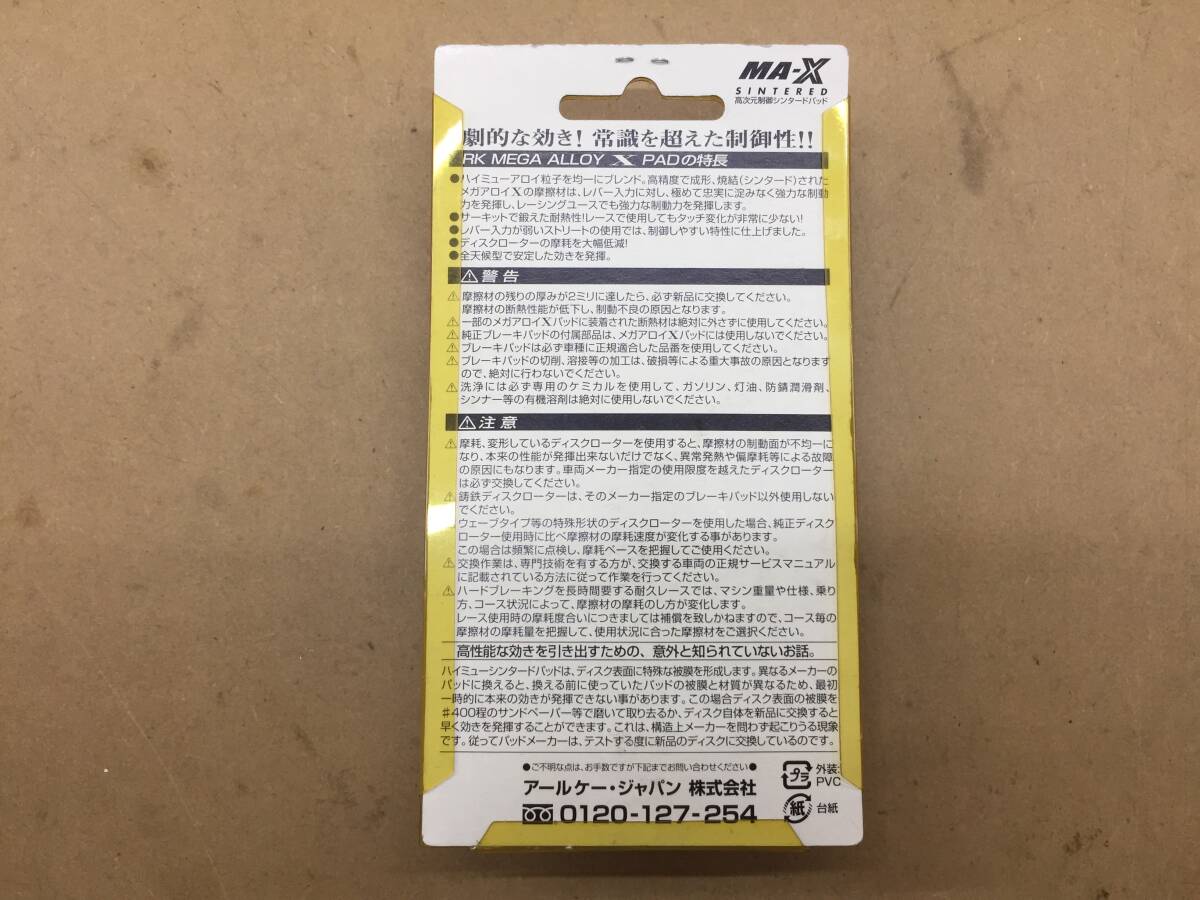 MA-X
SINTERED
高次元制御シンタードパッド
劇的な効き! 常識を超えた制御性!!
RK MEGA ALLOY X PADの特長
●ハイミューアロイ粒子を均一にブレンド。高精度で成形、焼結(シンタード)された
メガアロイXの摩擦材は、レバー入力に対し、極めて忠実に淀みなく強力な制動
力を発揮し、レーシングユースでも強力な制動力を発揮します。
●サーキットで鍛えた耐熱性!レースで使用してもタッチ変化が非常に少ない!
●レバー入力が弱いストリートの使用では、制御しやすい特性に仕上げました。
●ディスクローターの摩耗を大幅低減!
●全天候型で安定した効きを発揮。
⚠警告
⚠摩擦材の残りの厚みが2ミリに達したら、必ず新品に交換してください。
摩擦材の断熱性能が低下し、制動不良の原因となります。
⚠一部のメガアロイXパッドに装着された断熱材は絶対に外さずに使用してください。
⚠純正ブレーキパッドの付属部品は、メガアロイXパッドには使用しないでください。
⚠ブレーキパッドは必ず車種に正規適合した品番を使用してください。
⚠ブレーキパッドの切削、溶接等の加工は、破損等による重大事故の原因となります
ので、絶対に行わないでください。
⚠洗浄には必ず専用のケミカルを使用して、ガソリン、灯油、防錆潤滑剤、
シンナー等の有機溶剤は絶対に使用しないでください。
⚠注意
⚠摩耗、変形しているディスクローターを使用すると、摩擦材の制動面が不均一に
なり、本来の性能が発揮出来ないだけでなく、異常発熱や偏摩耗等による故障
の原因にもなります。車両メーカー指定の使用限度を越えたディスクローター
は必ず交換してください。
⚠鋳鉄ディスクローターは、そのメーカー指定のブレーキパッド以外使用しない
でください。
ウェーブタイプ等の特殊形状のディスクローターを使用した場合、純正ディスク
ローター使用時に比べ摩擦材の摩耗速度が変化する事があります。
この場合は頻繁に点検し、摩耗ペースを把握してご使用ください。
⚠交換作業は、専門技術を有する方が、交換する車両の正規サービスマニュアル
に記載されている方法に従って作業を行ってください。
⚠ハードブレーキングを長時間要する耐久レースでは、マシン重量や仕様、乗り
方、コース状況によって、摩擦材の摩耗のし方が変化します。
レース使用時の摩耗度合いにつきましては補償を致しかねますので、コース毎の
摩擦材の摩耗量を把握して、使用状況に合った摩擦材をご選択ください。
高性能な効きを引き出すための、意外と知られていないお話。
ハイミューシンタードパッドは、ディスク表面に特殊な被膜を形成します。異なるメーカーの
パッドに換えると、換える前に使っていたパッドの被膜と材質が異なるため、最初
一時的に本来の効きが発揮できない事があります。この場合ディスク表面の被膜を
♯400程のサンドペーパー等で磨いて取り去るか、ディスク自体を新品に交換すると
早く効きを発揮することができます。これは、構造上メーカーを問わず起こりうる現象
です。従ってパッドメーカーは、テストする度に新品のディスクに交換しているのです。
●ご不明な点は、お手数ですが下記までお問い合わせください●
アールケー・ジャパン 株式会社
0120-127-254
プラ
外装:
PVC
紙
台紙